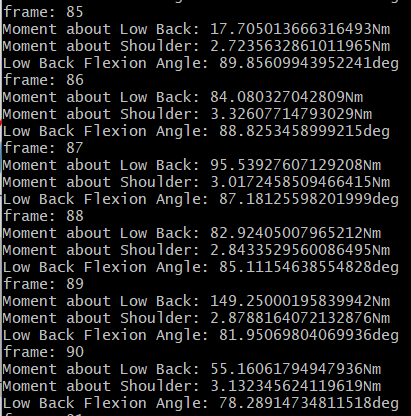 frame: 85
Moment about Low Back: 17.705013666316493Nm
Moment about Shoulder: 2.7235632861011965Nm
Low Back Flexion Angle: 89.85609943952241deg
frame: 86
Moment about Low Back: 84.080327042809Nm
Moment about Shoulder: 3.32607714793029Nm
Low Back Flexion Angle: 88.8253458999215deg
frame: 87
Moment about Low Back: 95.53927607129208Nm
Moment about Shoulder: 3.0172458509466415Nm
Low Back Flexion Angle: 87.18125598201999deg
frame: 88
Moment about Low Back: 82.92405007965212Nm
Moment about Shoulder: 2.8433529560086495Nm
Low Back Flexion Angle: 85.11154638554828deg
frame: 89
Moment about Low Back: 149.25000195839942Nm
Moment about Shoulder: 2.8788164072132876Nm
Low Back Flexion Angle: 81.95069804069936deg
frame: 90
Moment about Low Back: 55.16061794947936Nm
Moment about Shoulder: 3.132345624119619Nm
Low Back Flexion Angle: 78.28914734811518deg